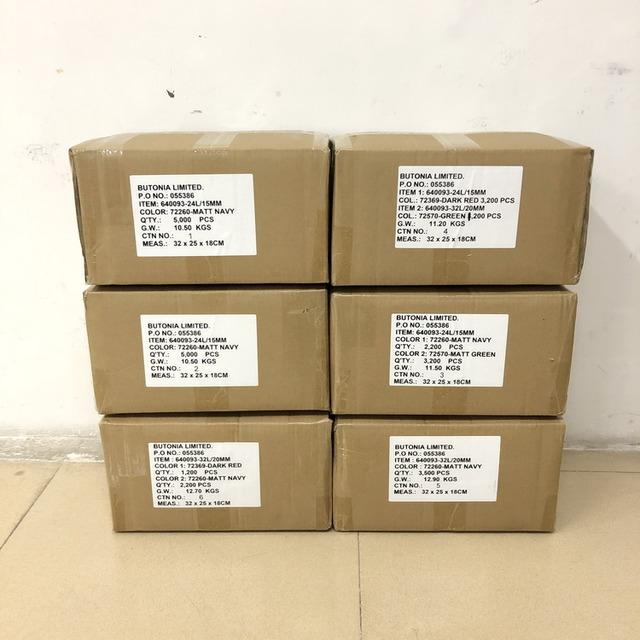 BUTONIA LIMITED.
P.O NO.: 055386
ITEM: 640093-24L/15MM
COLOR: 72260-MATT NAVY
Q'TY.: 5,000 PCS
G.W.: 10.50 KGS
CTN NO.: 1
MEAS.: 32 x 25 x 18CM
BUTONIA LIMITED.
P.O NO.: 055386
ITEM 1: 640093-24L/15MM
COL.: 72369-DARK RED 3,200 PCS
ITEM 2: 640093-32L/20MM
COL.: 72570-GREEN 1,200 PCS
G.W.: 11.20 KGS
CTN NO.: 4
MEAS.: 32 x 25 x 18CM
BUTONIA LIMITED.
P.O NO.: 055386
ITEM: 640093-24L/15MM
COLOR: 72260-MATT NAVY
Q'TY.: 5,000 PCS
G.W.: 10.50 KGS
CTN NO.: 2
MEAS.: 32 x 25 x 18CM
BUTONIA LIMITED.
P.O NO.: 055386
ITEM: 640093-24L/15MM
COLOR 1: 72260-MATT NAVY
Q'TY.: 2,200 PCS
COLOR 2: 72570-MATT GREEN
Q'TY.: 3,200 PCS
G.W.: 11.50 KGS
CTN NO.: 3
MEAS.: 32 x 25 x 18CM
BUTONIA LIMITED.
P.O NO.: 055386
ITEM : 640093-32L/20MM
COLOR 1: 72369-DARK RED
Q'TY.: 1,200 PCS
COLOR 2: 72260-MATT NAVY
Q'TY.: 2,200 PCS
G.W.: 12.70 KGS
CTN NO.: 6
MEAS.: 32 x 25 x 18CM
BUTONIA LIMITED.
P.O NO.: 055386
ITEM : 640093-32L/20MM
COLOR: 72260-MATT NAVY
Q'TY.: 3,500 PCS
G.W.: 12.90 KGS
CTN NO.: 5
MEAS.: 32 x 25 x 18CM